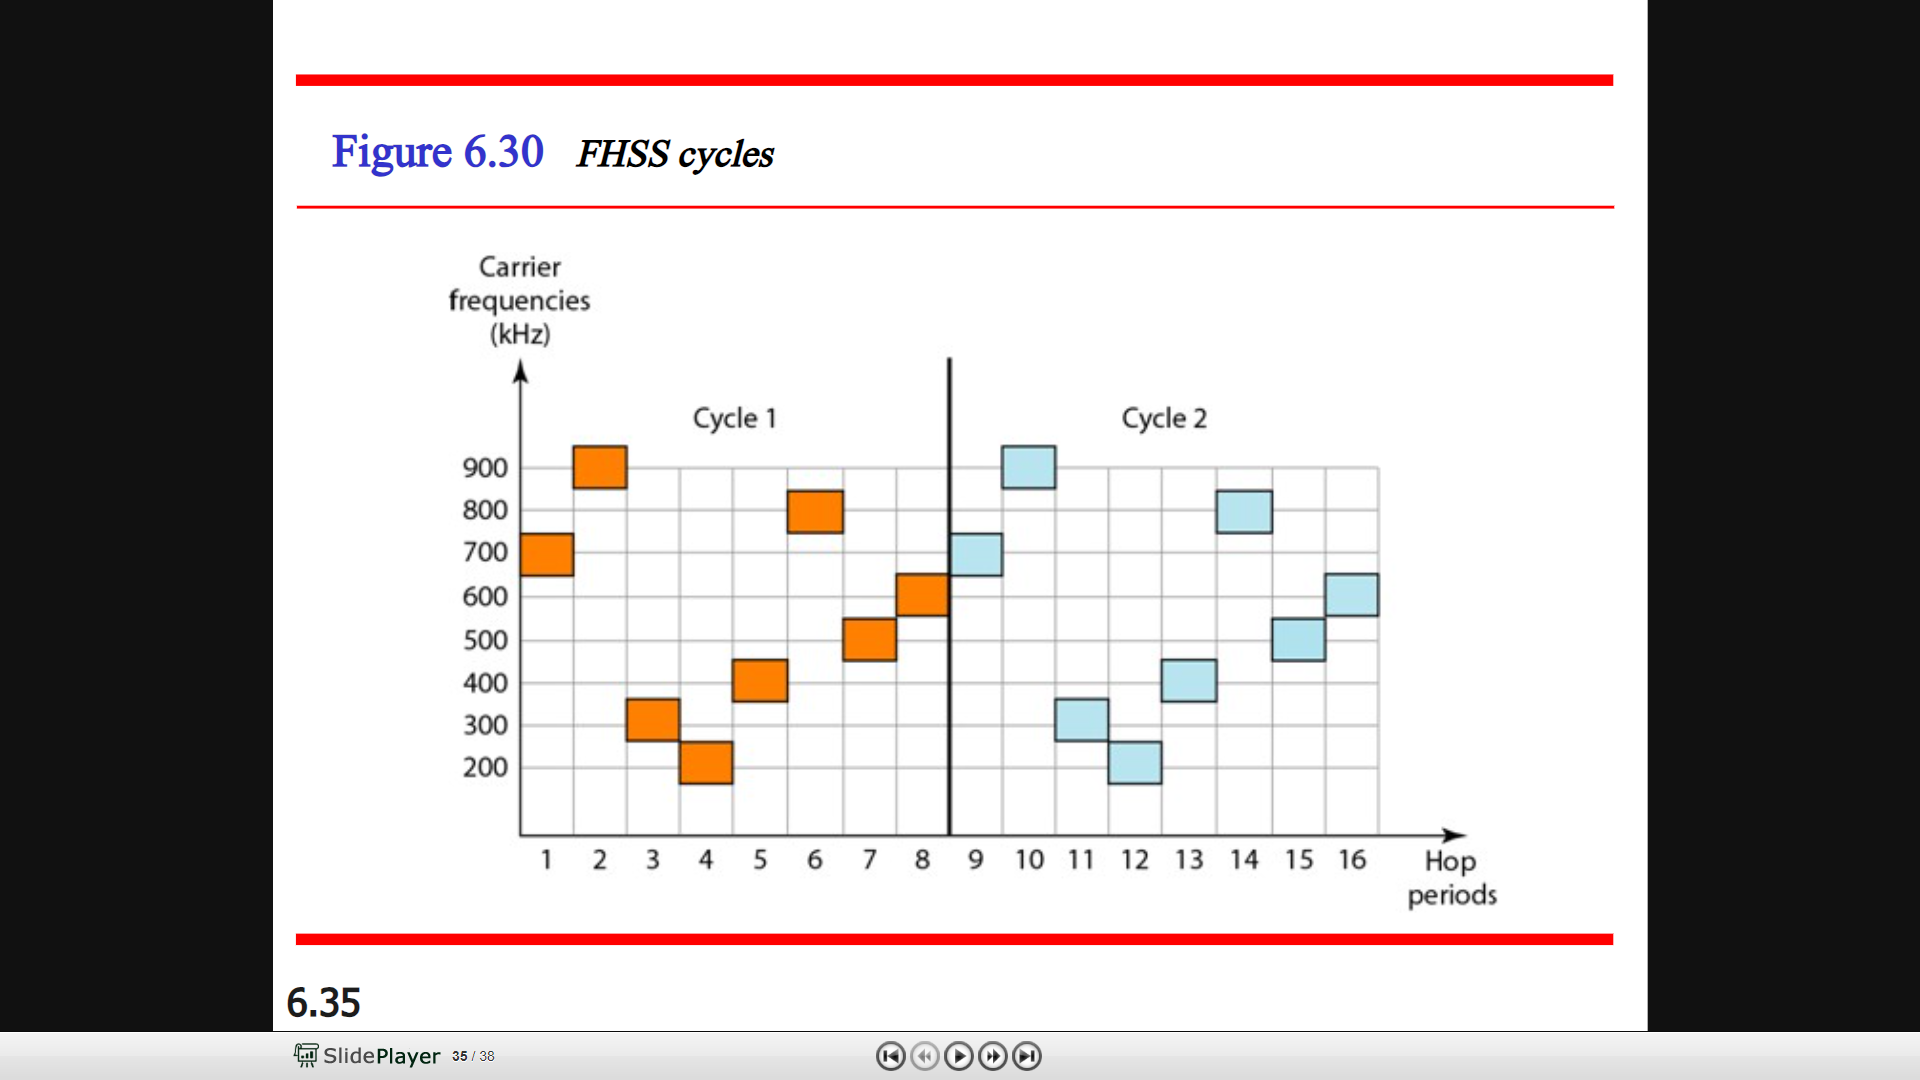 Figure 6.30 FHSS cycles
Carrier
frequencies
(kHz)
Cycle 1 Cycle 2
900
800
700
600
500
400
300
200
1 2 3 4 5 6 7 8 9 10 11 12 13 14 15 16
Hop
periods
6.35
SlidePlayer 35 / 38